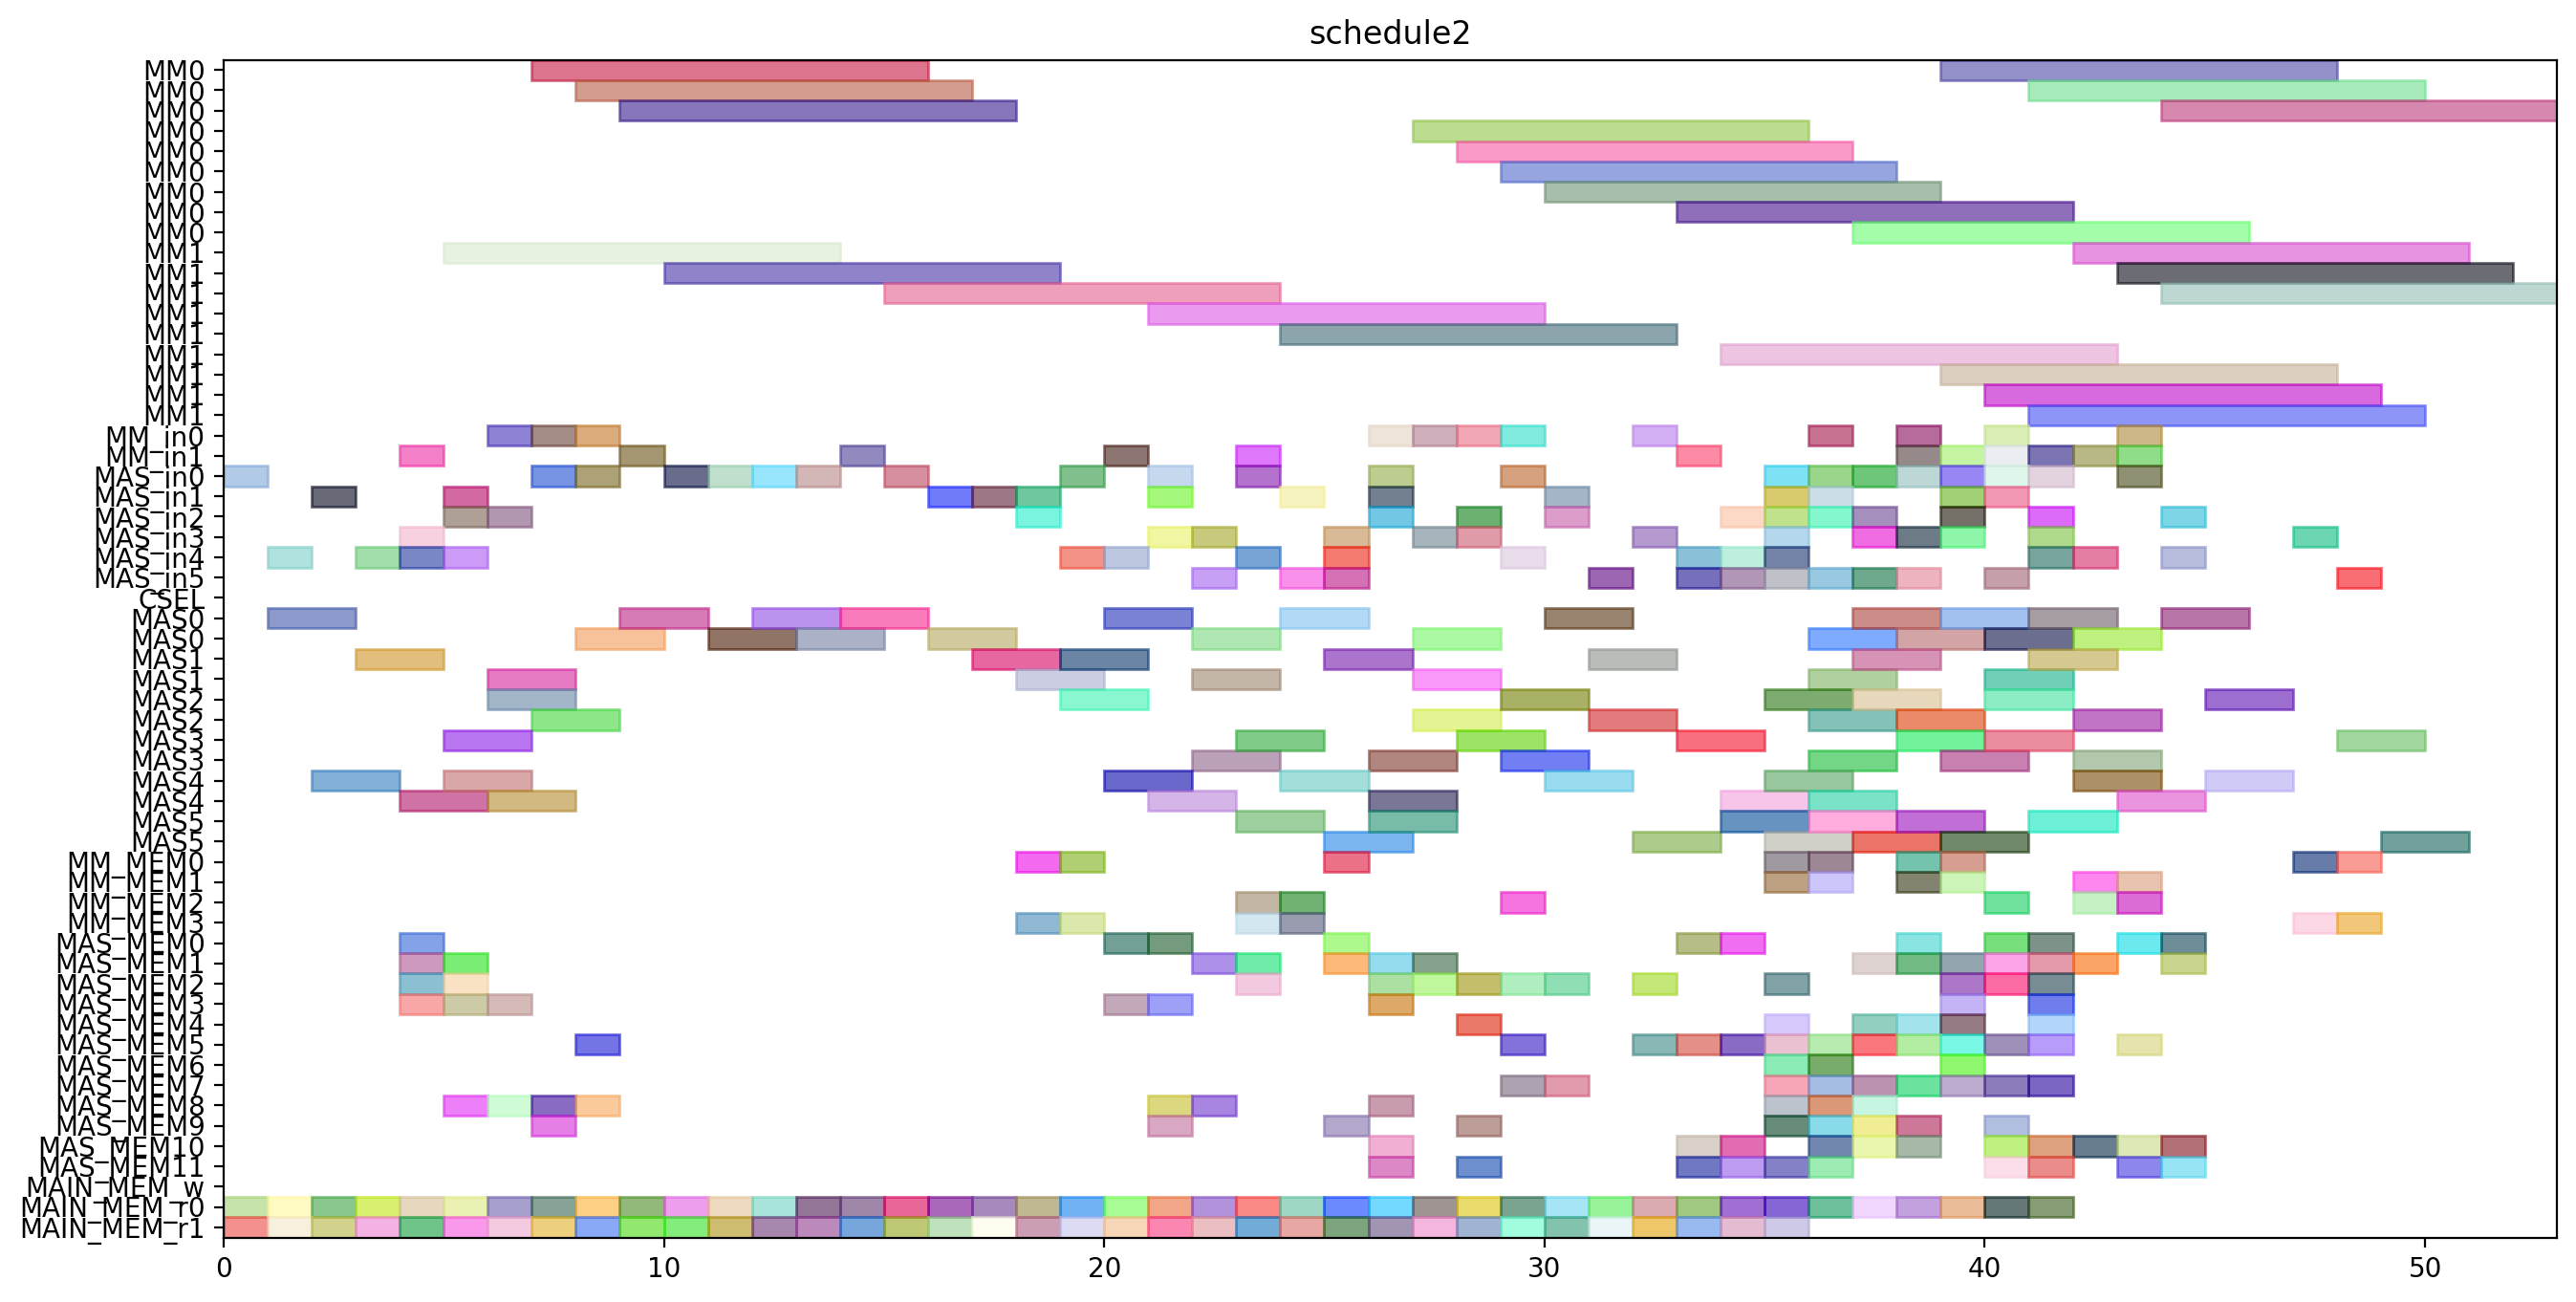 schedule2
MM0
MM0
MM0
MM0
MM0
MM0
MM0
MM0
MM0
MM1
MM1
MM1
MM1
MM1
MM1
MM1
MM1
MM1
MM_in0
MM_in1
MAS_in0
MAS_in1
MAS_in2
MAS_in3
MAS_in4
MAS_in5
CSEL
MAS0
MAS0
MAS1
MAS1
MAS2
MAS2
MAS3
MAS3
MAS4
MAS4
MAS5
MAS5
MM_MEM0
MM_MEM1
MM_MEM2
MM_MEM3
MAS_MEM0
MAS_MEM1
MAS_MEM2
MAS_MEM3
MAS_MEM4
MAS_MEM5
MAS_MEM6
MAS_MEM7
MAS_MEM8
MAS_MEM9
MAS_MEM10
MAS_MEM11
MAIN_MEM_w
MAIN_MEM_r0
MAIN_MEM_r1
0 10 20 30 40 50